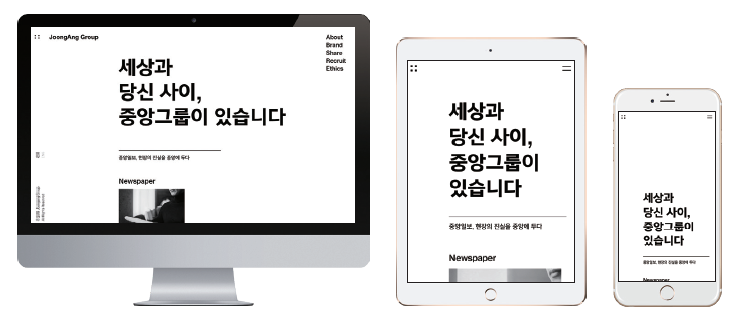 JoongAng Group
About
Brand
Share
Recruit
Ethics
세상과
당신 사이,
중앙그룹이 있습니다
중앙일보, 현장의 진실을 중앙에 두다
Newspaper
세상과
당신 사이,
중앙그룹이
있습니다
중앙일보, 현장의 진실을 중앙에 두다
Newspaper
세상과
당신 사이,
중앙그룹이
있습니다
중앙일보, 현장의 진실을 중앙에 두다
Newspaper